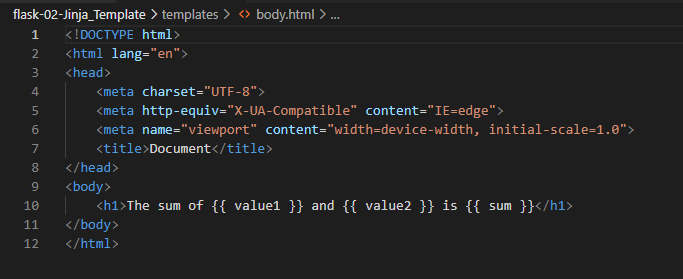 flask-02-Jinja_Template > templates > <> body.html > ...
1 <!DOCTYPE html>
2 <html lang="en">
3 <head>
4     <meta charset="UTF-8">
5     <meta http-equiv="X-UA-Compatible" content="IE=edge">
6     <meta name="viewport" content="width=device-width, initial-scale=1.0">
7     <title>Document</title>
8 </head>
9 <body>
10     <h1>The sum of {{ value1 }} and {{ value2 }} is {{ sum }}</h1>
11 </body>
12 </html>